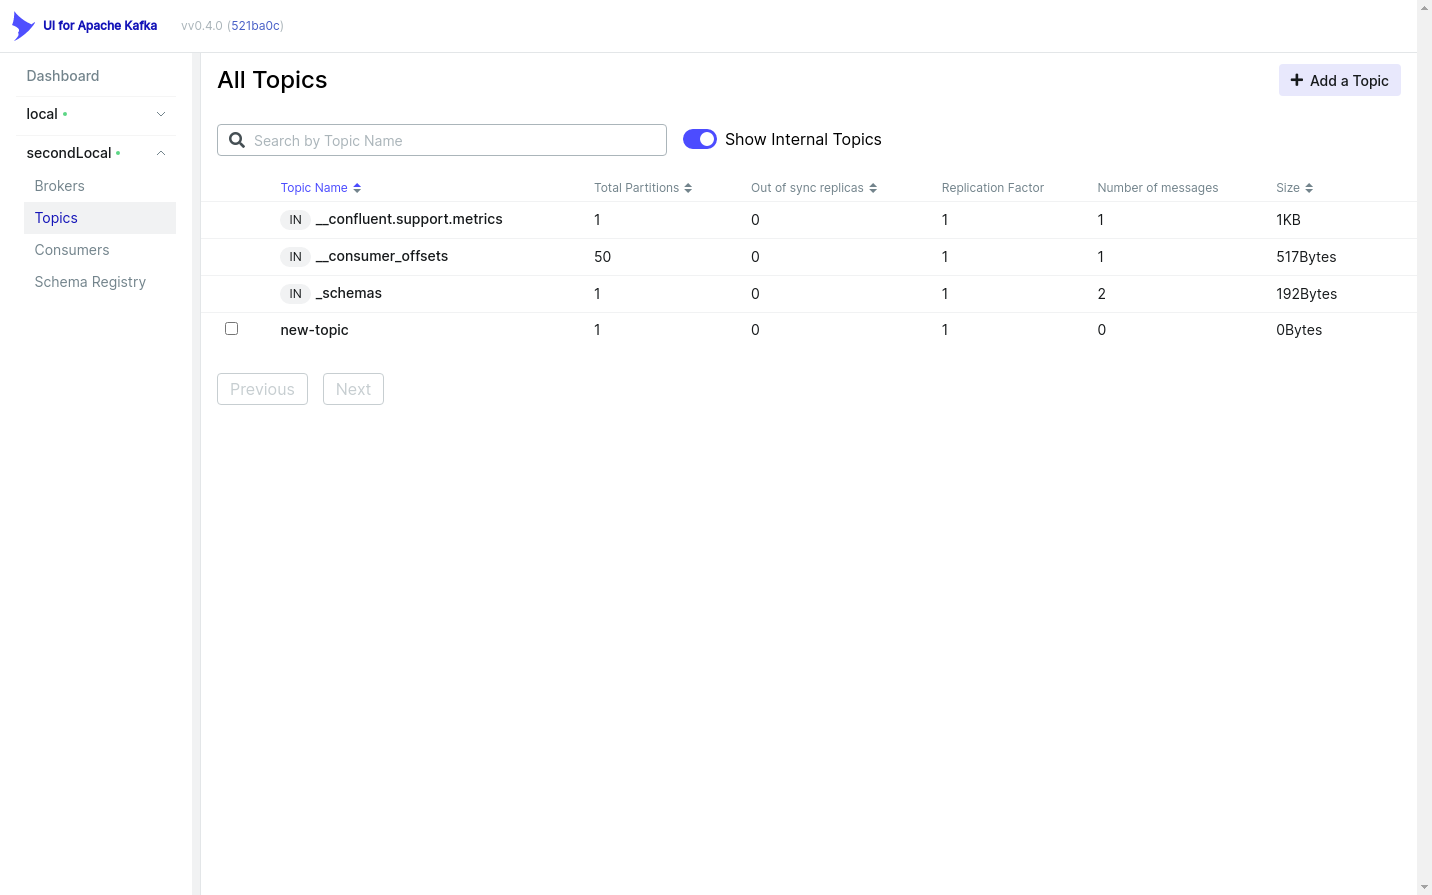 UI for Apache Kafka vv0.4.0 (521ba0c)
Dashboard
local
secondLocal
Brokers
Topics
Consumers
Schema Registry
All Topics
Add a Topic
Search by Topic Name
Show Internal Topics
Topic Name Total Partitions Out of sync replicas Replication Factor Number of messages Size
IN __confluent.support.metrics 1 0 1 1 1KB
IN __consumer_offsets 50 0 1 1 517Bytes
IN _schemas 1 0 1 2 192Bytes
new-topic 1 0 1 0 0Bytes
Previous Next